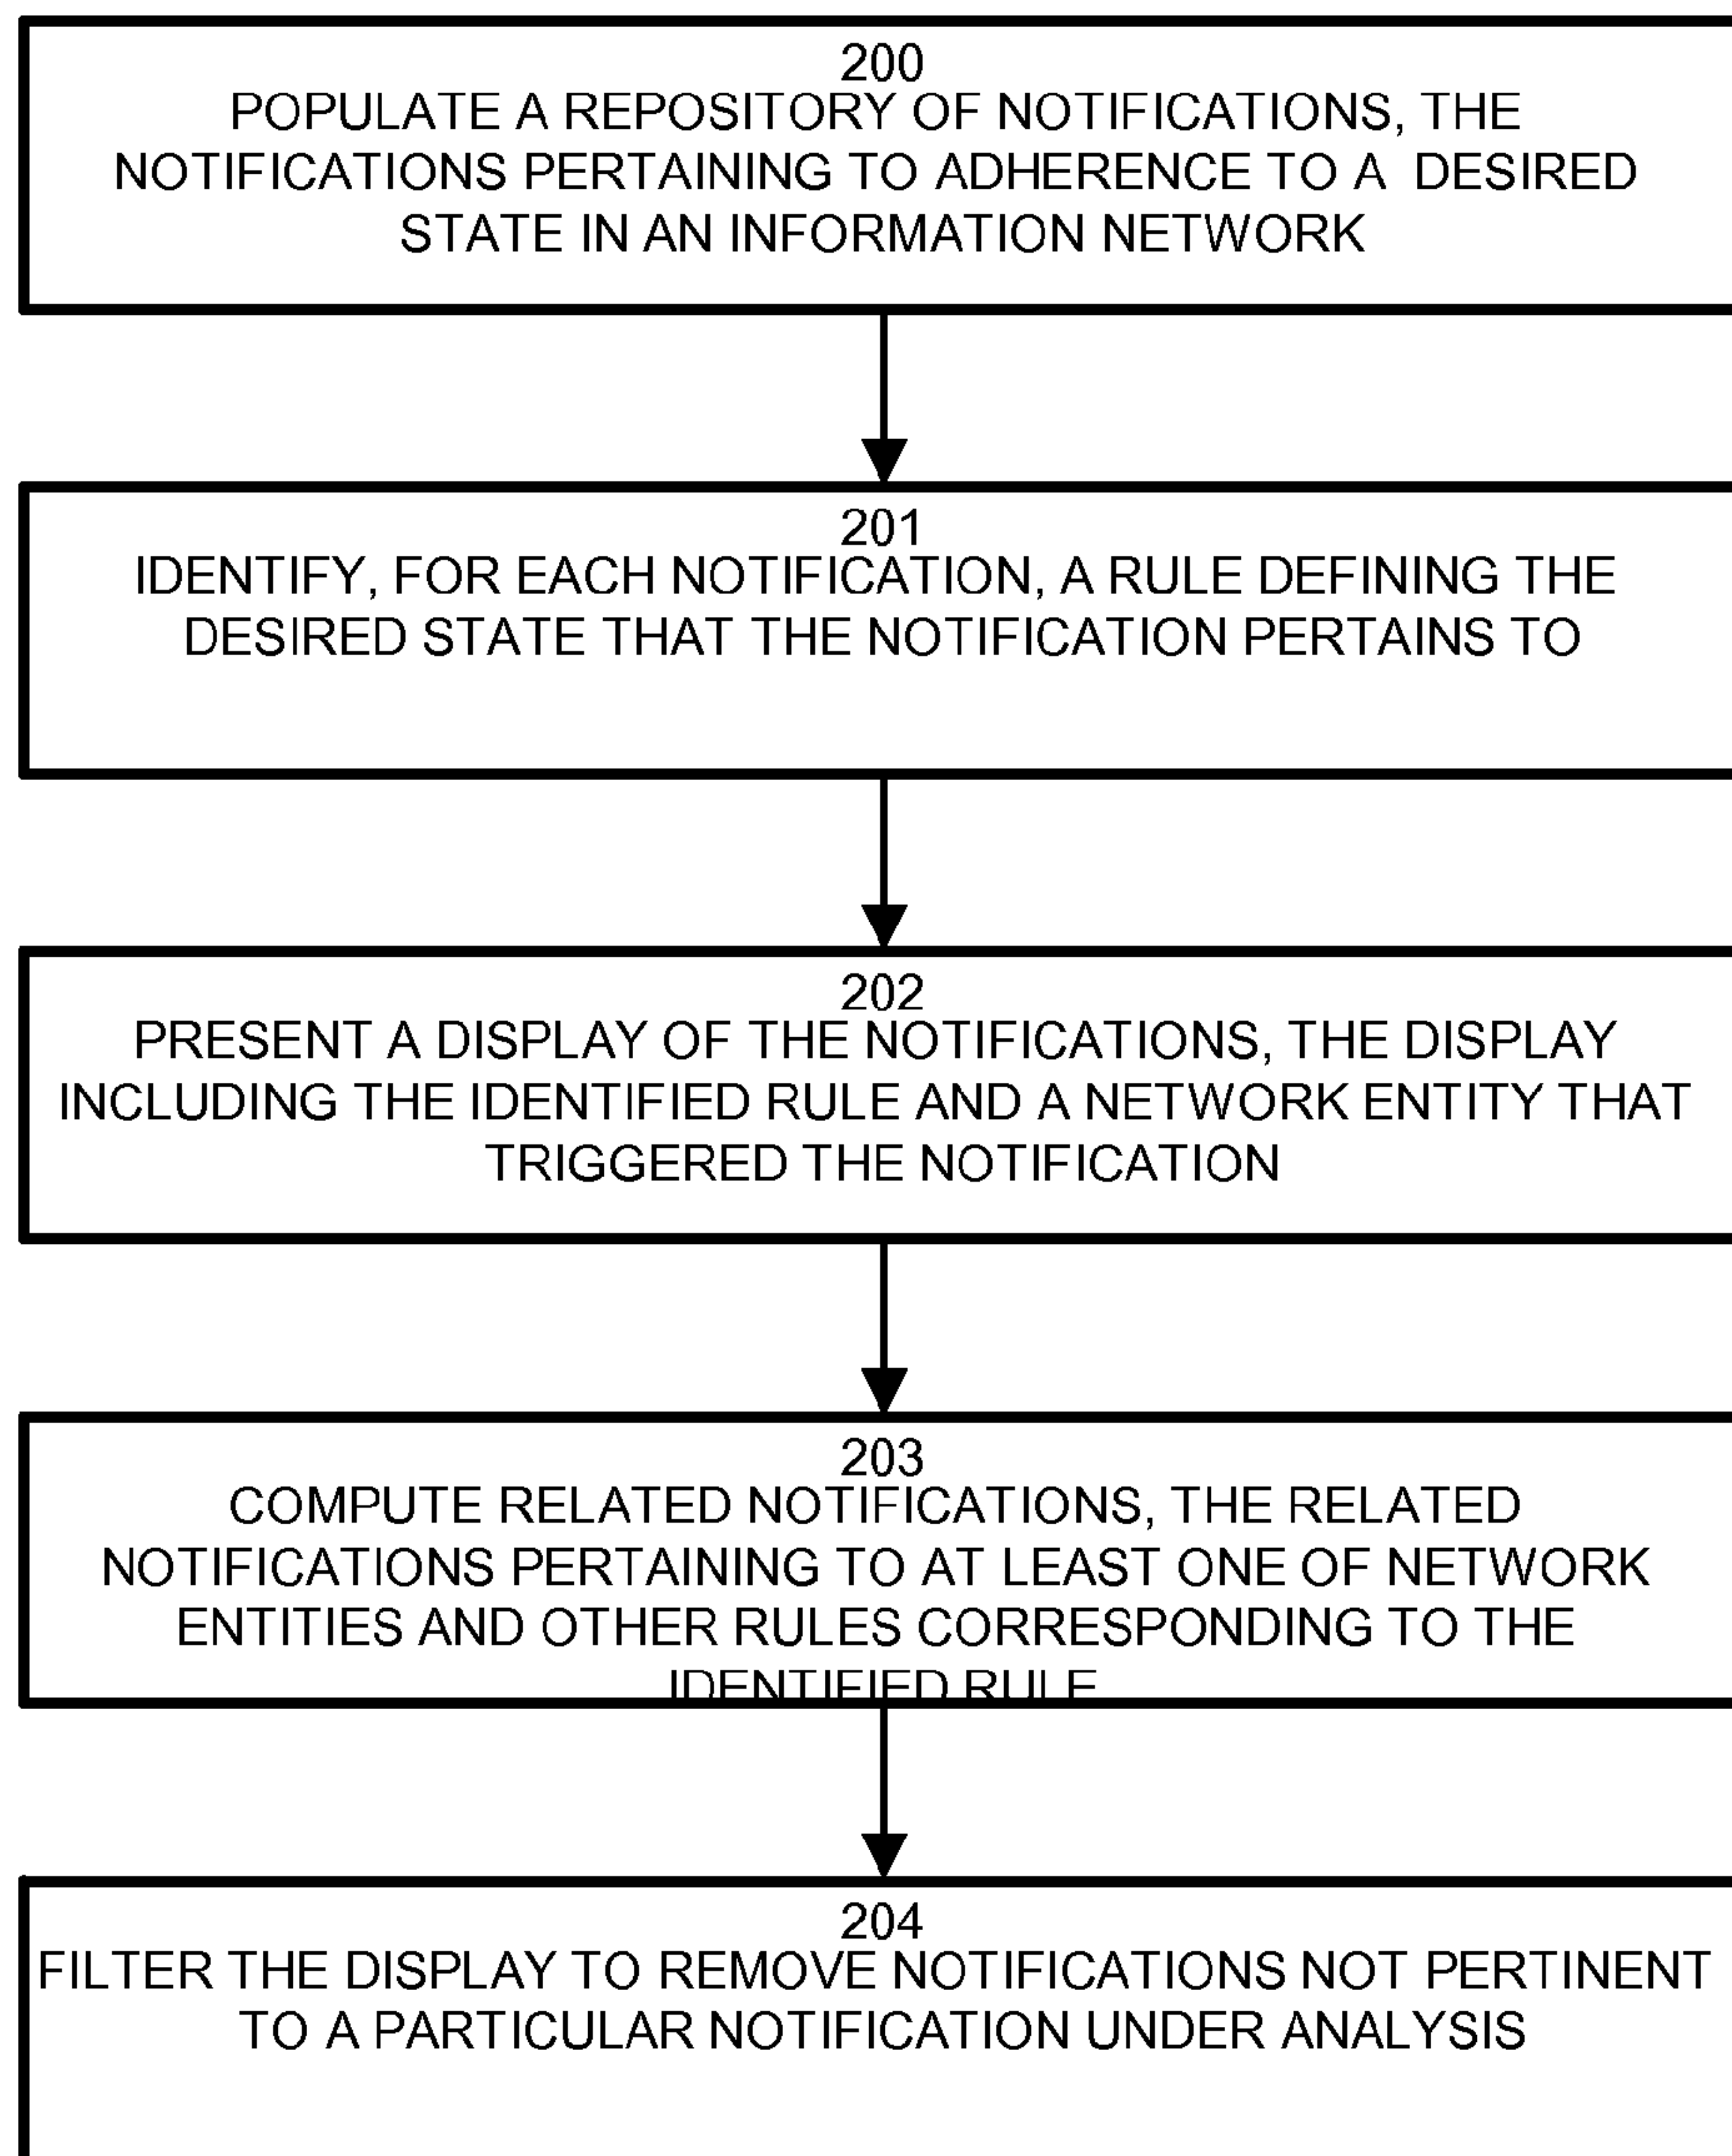 200
POPULATE A REPOSITORY OF NOTIFICATIONS, THE
NOTIFICATIONS PERTAINING TO ADHERENCE TO A DESIRED
STATE IN AN INFORMATION NETWORK
201
IDENTIFY, FOR EACH NOTIFICATION, A RULE DEFINING THE
DESIRED STATE THAT THE NOTIFICATION PERTAINS TO
202
PRESENT A DISPLAY OF THE NOTIFICATIONS, THE DISPLAY
INCLUDING THE IDENTIFIED RULE AND A NETWORK ENTITY THAT
TRIGGERED THE NOTIFICATION
203
COMPUTE RELATED NOTIFICATIONS, THE RELATED
NOTIFICATIONS PERTAINING TO AT LEAST ONE OF NETWORK
ENTITIES AND OTHER RULES CORRESPONDING TO THE
IDENTIFIED RULE
204
FILTER THE DISPLAY TO REMOVE NOTIFICATIONS NOT PERTINENT
TO A PARTICULAR NOTIFICATION UNDER ANALYSIS